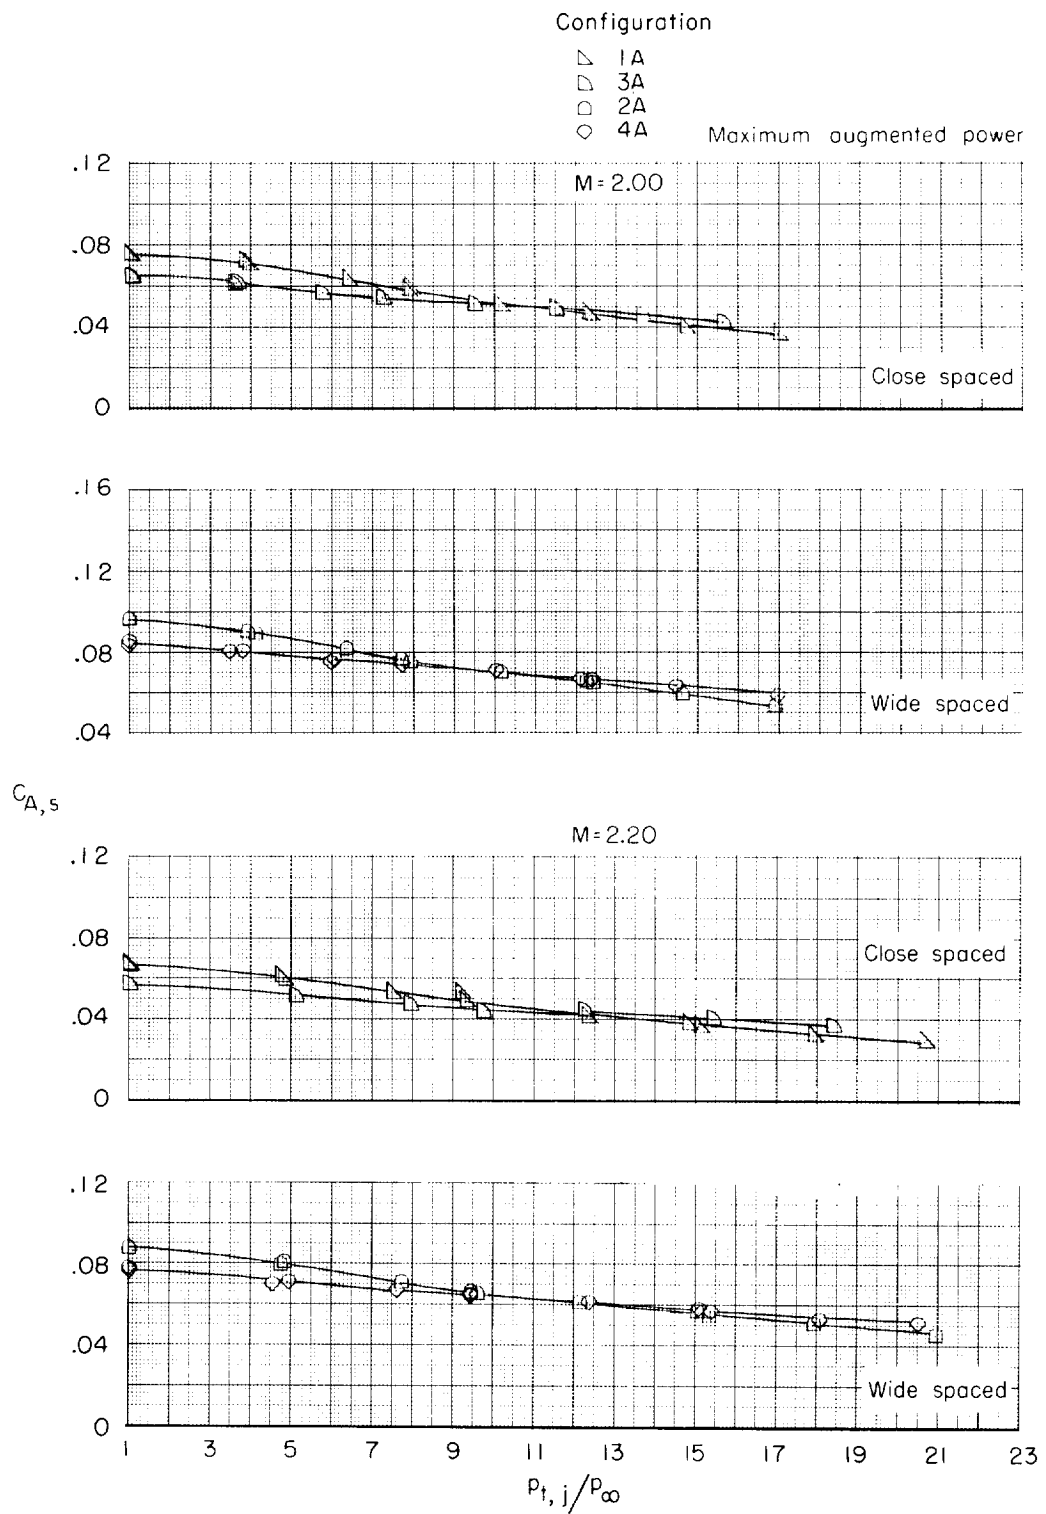 Configuration
1A
3A
2A
4A
Maximum augmented power
.12
M=2.00
.08
.04
Close spaced
0
.16
.12
.08
Wide spaced
.04
C_A,s
M=2.20
.12
.08
Close spaced
.04
0
.12
.08
.04
Wide spaced
0
1 3 5 7 9 11 13 15 17 19 21 23
p_t,j/p_∞